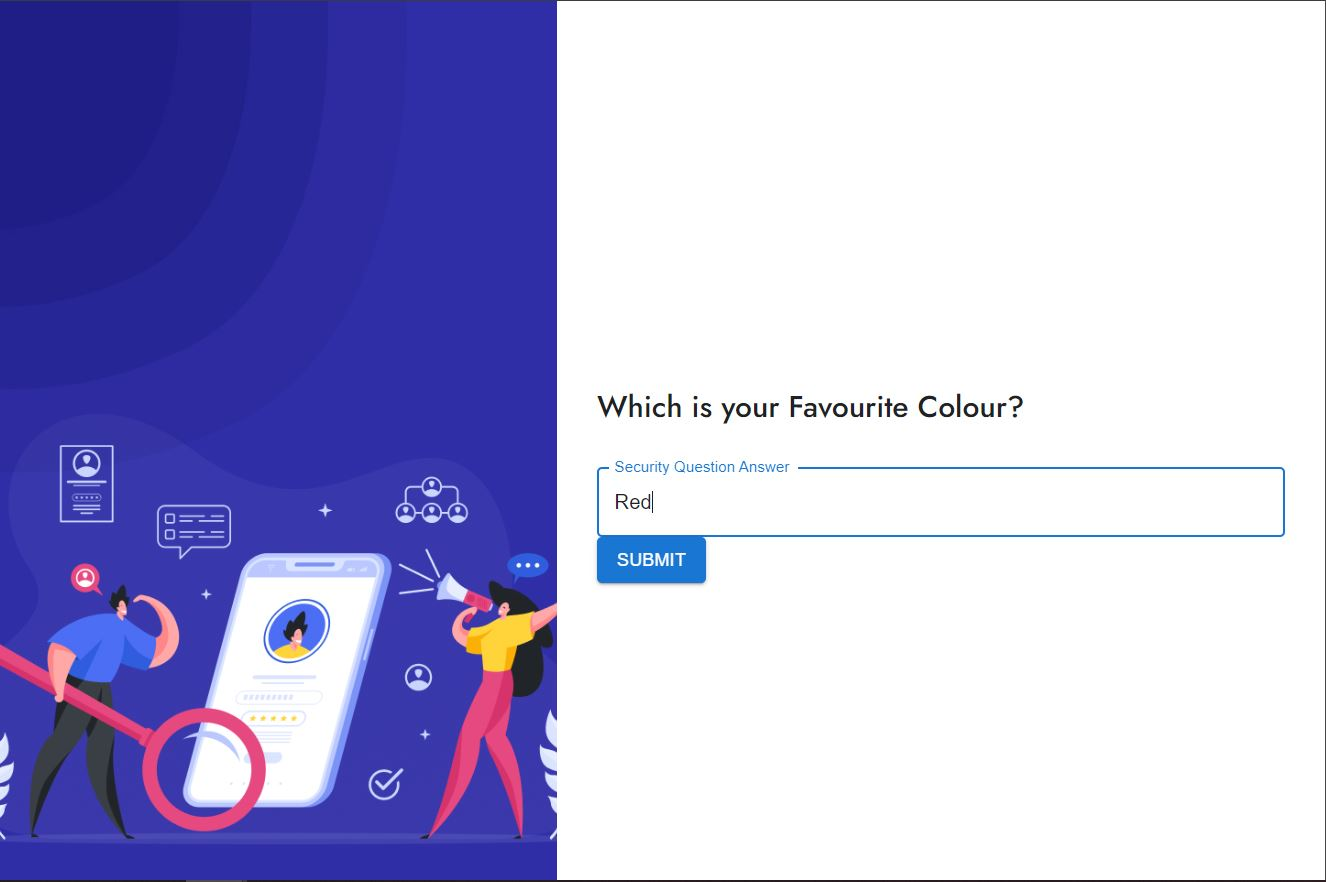 Which is your Favourite Colour?
Security Question Answer
Red
SUBMIT